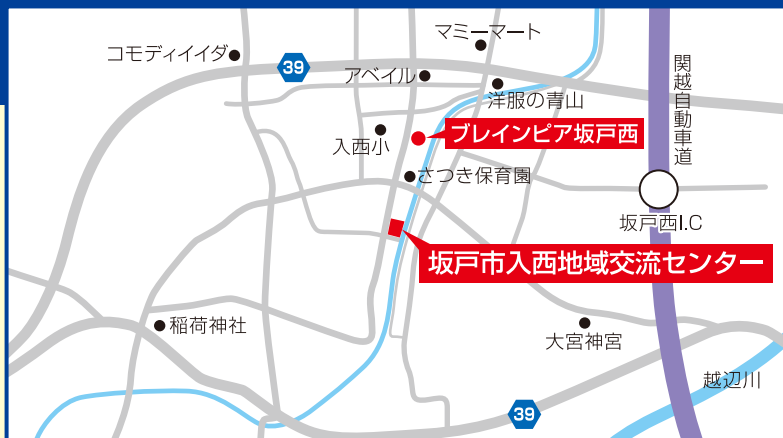 マミーマート
コモディイイダ
39
アベイル
洋服の青山
関越自動車道
ブレインピア坂戸西
入西小
さつき保育園
坂戸西I.C
坂戸市入西地域交流センター
稲荷神社
大宮神宮
越辺川
39